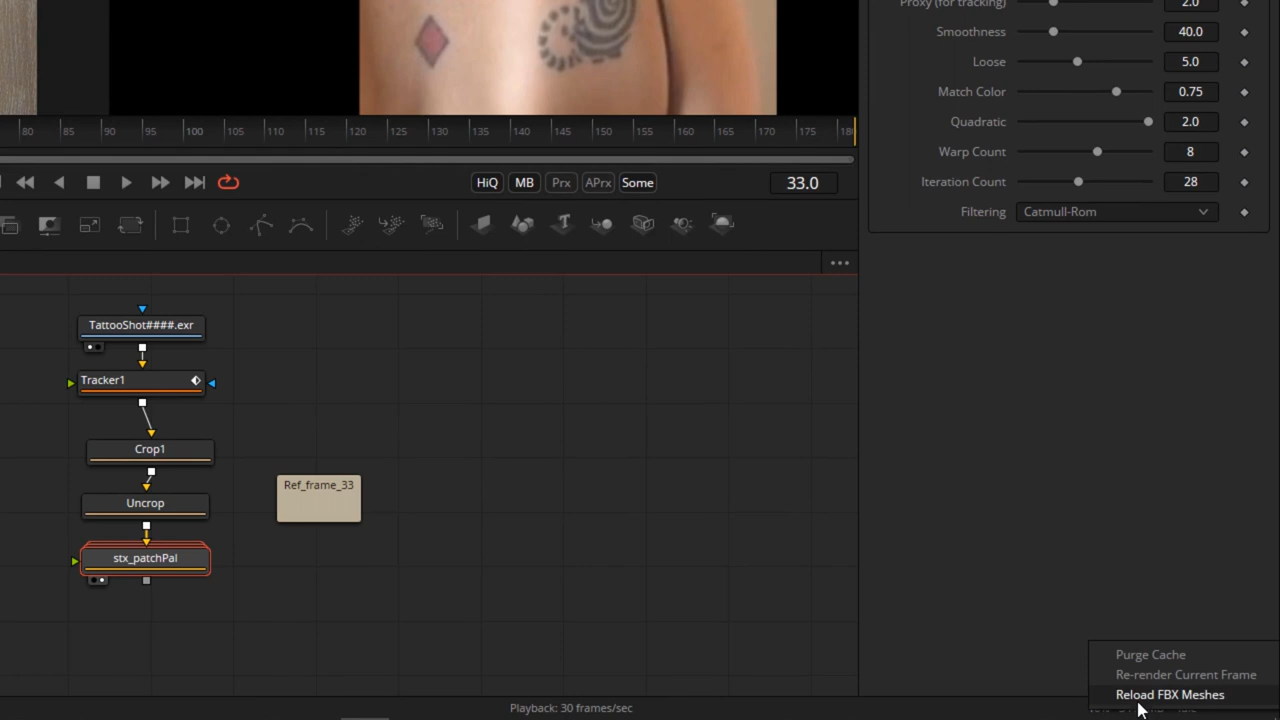 Proxy (for tracking) 2.0
Smoothness 40.0
Loose 5.0
Match Color 0.75
Quadratic 2.0
Warp Count 8
Iteration Count 28
Filtering Catmull-Rom
80 85 90 95 100 105 110 115 120 125 130 135 140 145 150 155 160 165 170 175
HiQ MB Prx APrx Some 33.0
TattooShot####.exr
Tracker1
Crop1
Ref_frame_33
Uncrop
stx_patchPal
Purge Cache
Re-render Current Frame
Reload FBX Meshes
Playback: 30 frames/sec